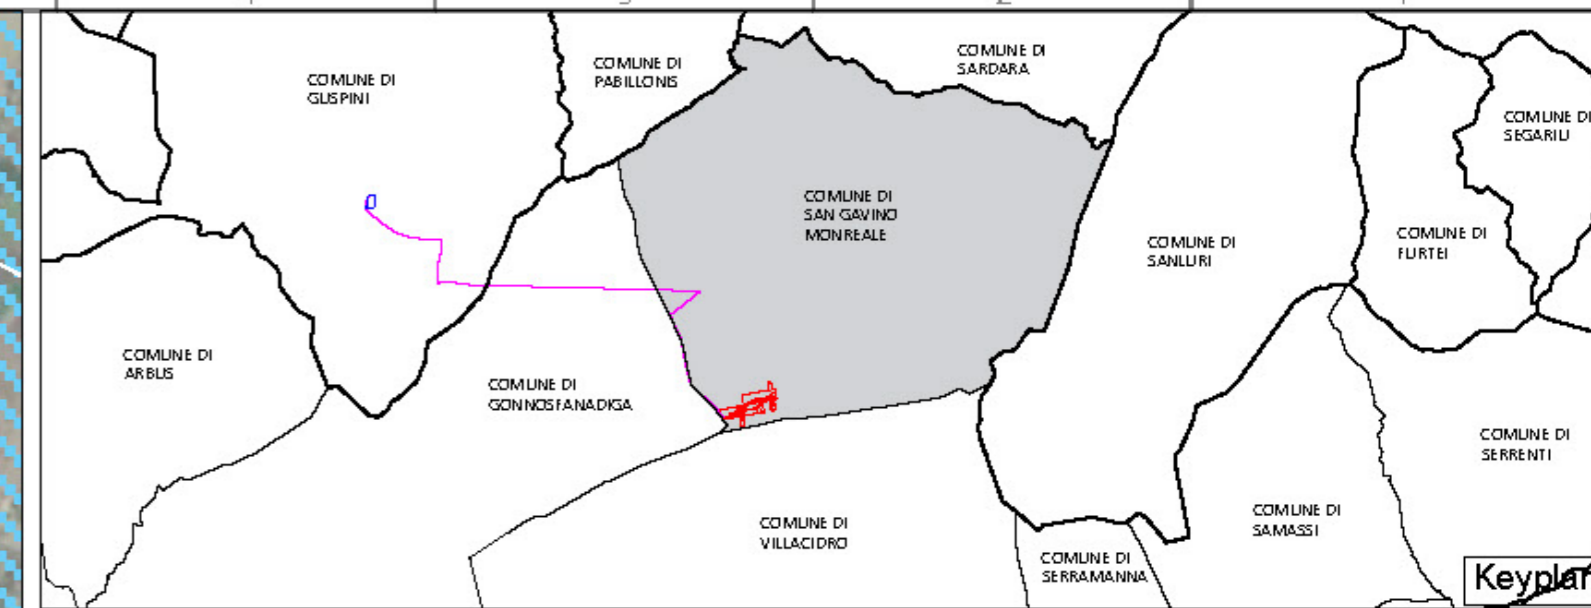 COMUNE DI
GUSPINI
COMUNE DI
PABILLONIS
COMUNE DI
SARDARA
COMUNE DI
SEGARIU
COMUNE DI
SAN GAVINO
MONREALE
COMUNE DI
SANLURI
COMUNE DI
FURTEI
COMUNE DI
ARBUS
COMUNE DI
GONNOSFANADIGA
COMUNE DI
SERRENTI
COMUNE DI
VILLACIDRO
COMUNE DI
SAMASSI
COMUNE DI
SERRAMANNA
Keyplan